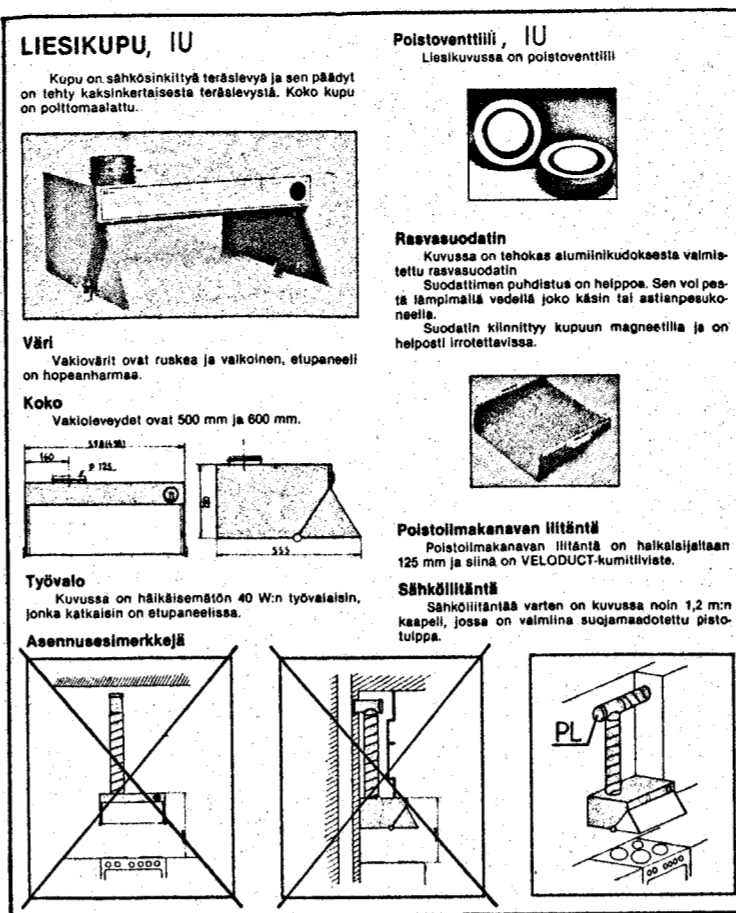 LIESIKUPU, IU
Kupu on sähkösinkittyä teräslevyä ja sen päädyt
on tehty kaksinkertaisesta teräslevystä. Koko kupu
on polttomaalattu.
Väri
Vakiovärit ovat ruskea ja valkoinen, etupaneeli
on hopeanharmaa.
Koko
Vakioleveydet ovat 500 mm ja 600 mm.
598(498)
160
125
555
Työvalo
Kuvussa on häikäisemätön 40 W:n työvalaisin,
jonka katkaisin on etupaneelissa.
Asennusesimerkkejä
Poistoventtiili, IU
Liesikuvussa on poistoventtiili
Rasvasuodatin
Kuvussa on tehokas alumiinikudoksesta valmis-
tettu rasvasuodatin
Suodattimen puhdistus on helppoa. Sen voi pes-
tä lämpimällä vedellä joko käsin tai astianpesuko-
neella.
Suodatin kiinnittyy kupuun magneetilla ja on
helposti irrotettavissa.
Poistoilmakanavan liitäntä
Poistoilmakanavan liitäntä on halkaisijaltaan
125 mm ja siinä on VELODUCT-kumitiiviste.
Sähköliitäntä
Sähköliitäntää varten on kuvussa noin 1,2 m:n
kaapeli, jossa on valmiina suojamaadotettu pisto-
tulppa.
PL